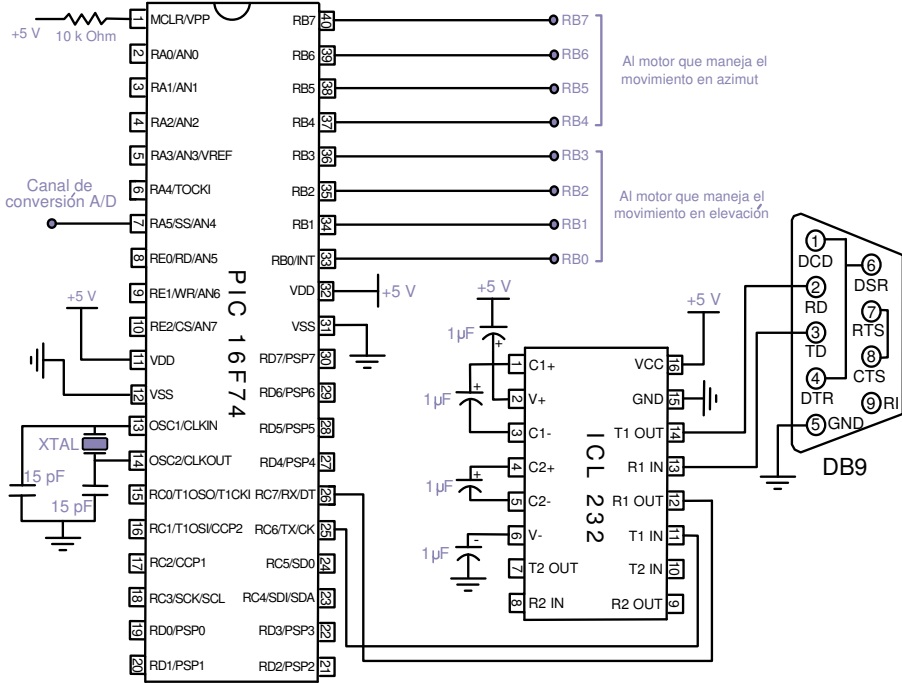 +5 V
10 k Ohm
1 MCLR/VPP
2 RA0/AN0
3 RA1/AN1
4 RA2/AN2
5 RA3/AN3/VREF
6 RA4/TOCKI
Canal de
conversión A/D
7 RA5/SS/AN4
8 RE0/RD/AN5
9 RE1/WR/AN6
10 RE2/CS/AN7
+5 V
11 VDD
12 VSS
13 OSC1/CLKIN
XTAL
14 OSC2/CLKOUT
15 pF
15 pF
15 RC0/T1OSO/T1CKI
16 RC1/T1OSI/CCP2
17 RC2/CCP1
18 RC3/SCK/SCL
19 RD0/PSP0
20 RD1/PSP1
PIC 16F74
RB7 40
RB6 39
RB5 38
RB4 37
RB3 36
RB2 35
RB1 34
RB0/INT 33
VDD 32
+5 V
VSS 31
RD7/PSP7 30
RD6/PSP6 29
RD5/PSP5 28
RD4/PSP4 27
RC7/RX/DT 26
RC6/TX/CK 25
RC5/SD0 24
RC4/SDI/SDA 23
RD3/PSP3 22
RD2/PSP2 21
RB7
RB6
RB5
RB4
Al motor que maneja el
movimiento en azimut
RB3
RB2
RB1
RB0
Al motor que maneja el
movimiento en elevación
+5 V
1µF
1µF
1µF
1µF
1 C1+
2 V+
3 C1-
4 C2+
5 C2-
6 V-
7 T2 OUT
8 R2 IN
ICL 232
+5 V
VCC 16
GND 15
T1 OUT 14
R1 IN 13
R1 OUT 12
T1 IN 11
T2 IN 10
R2 OUT 9
1
DCD
6
DSR
2
RD
7
RTS
3
TD
8
CTS
4
DTR
9 RI
5 GND
DB9